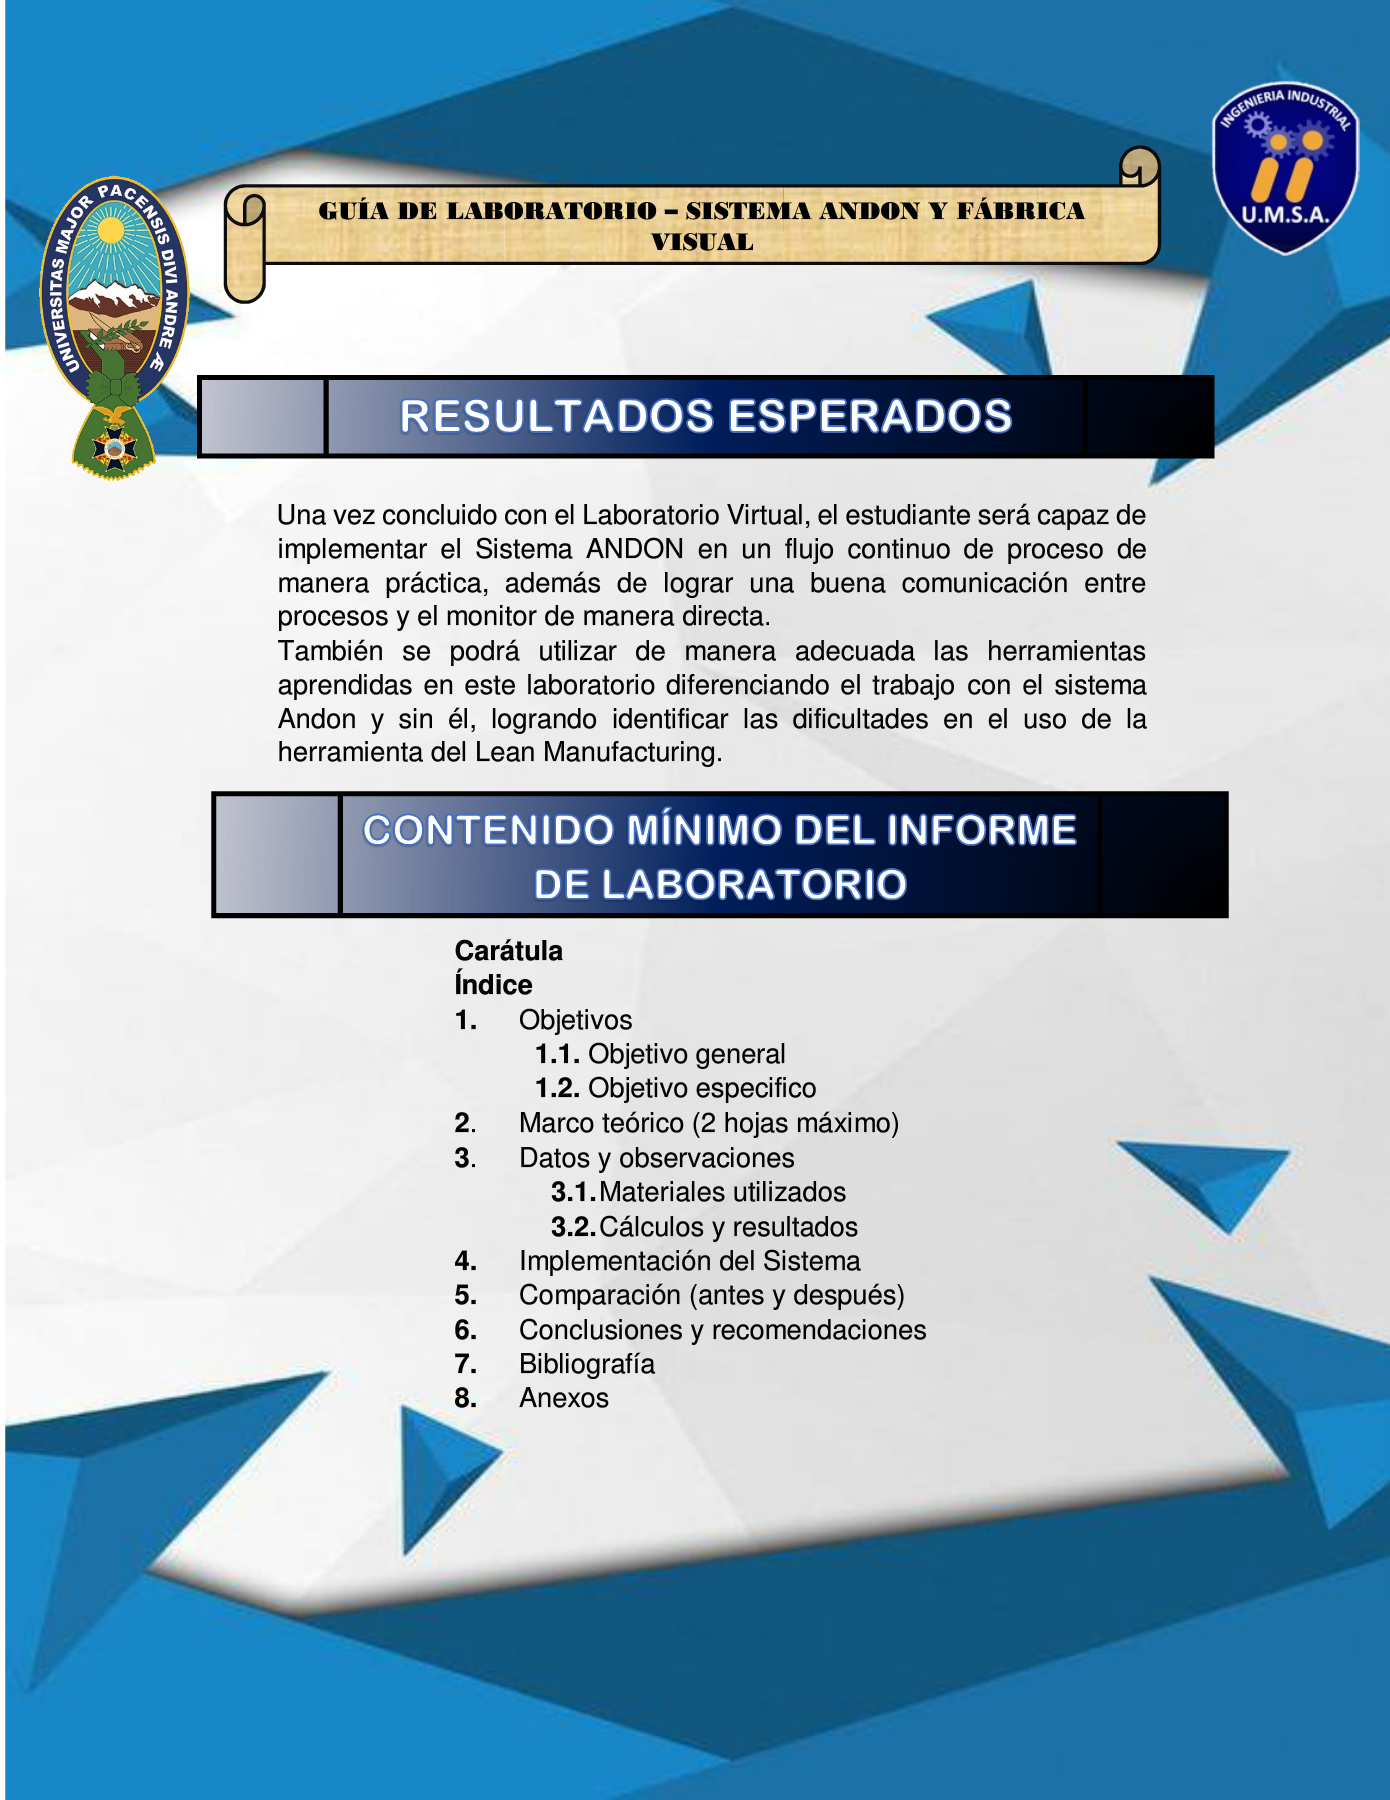 INGENIERIA INDUSTRIAL
U.M.S.A.
UNIVERSITAS MAJOR PACENSIS DIVI ANDRE Æ
GUÍA DE LABORATORIO – SISTEMA ANDON Y FÁBRICA
VISUAL
RESULTADOS ESPERADOS
Una vez concluido con el Laboratorio Virtual, el estudiante será capaz de
implementar el Sistema ANDON en un flujo continuo de proceso de
manera práctica, además de lograr una buena comunicación entre
procesos y el monitor de manera directa.
También se podrá utilizar de manera adecuada las herramientas
aprendidas en este laboratorio diferenciando el trabajo con el sistema
Andon y sin él, logrando identificar las dificultades en el uso de la
herramienta del Lean Manufacturing.
CONTENIDO MÍNIMO DEL INFORME
DE LABORATORIO
Carátula
Índice
1. Objetivos
1.1. Objetivo general
1.2. Objetivo especifico
2. Marco teórico (2 hojas máximo)
3. Datos y observaciones
3.1. Materiales utilizados
3.2. Cálculos y resultados
4. Implementación del Sistema
5. Comparación (antes y después)
6. Conclusiones y recomendaciones
7. Bibliografía
8. Anexos